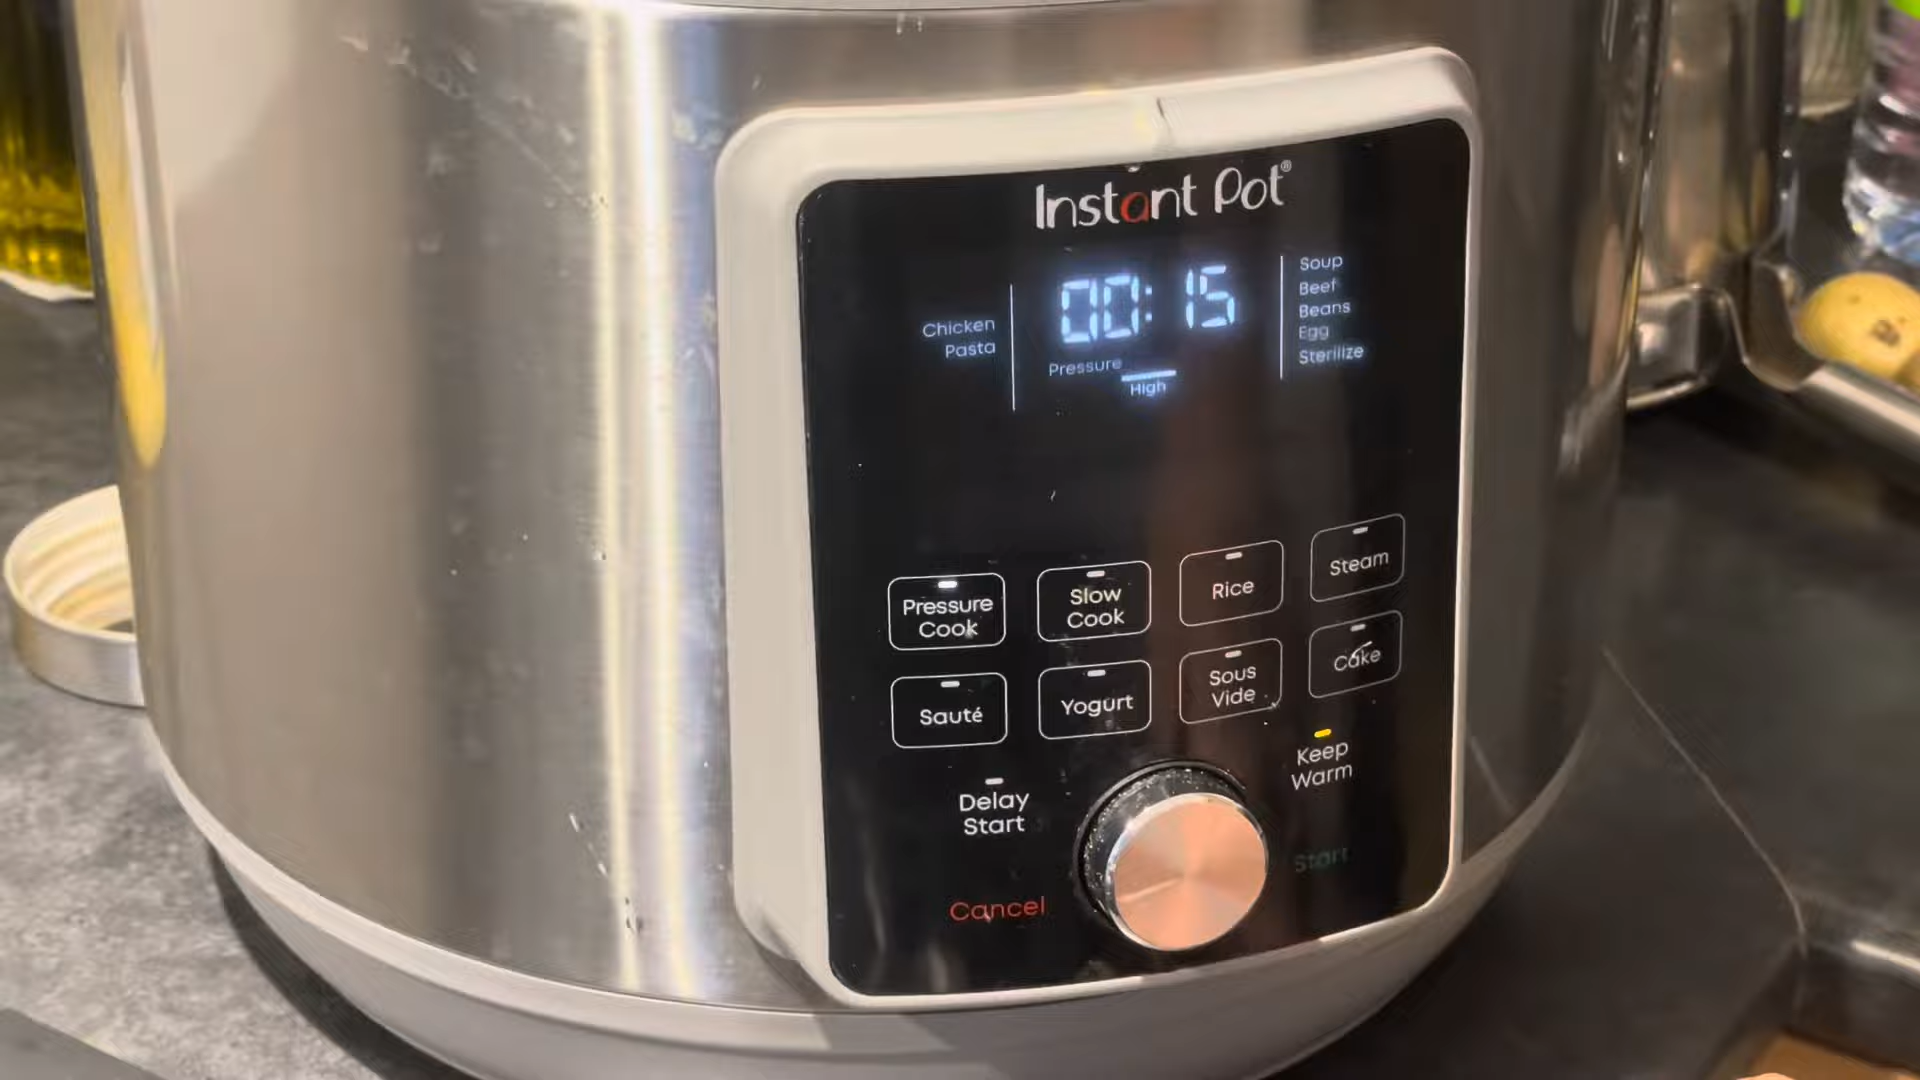 Instant Pot®
00:15
Chicken
Pasta
Pressure
High
Soup
Beef
Beans
Egg
Sterilize
Pressure
Cook
Slow
Cook
Rice
Steam
Sauté
Yogurt
Sous
Vide
Cake
Delay
Start
Keep
Warm
Cancel
Start